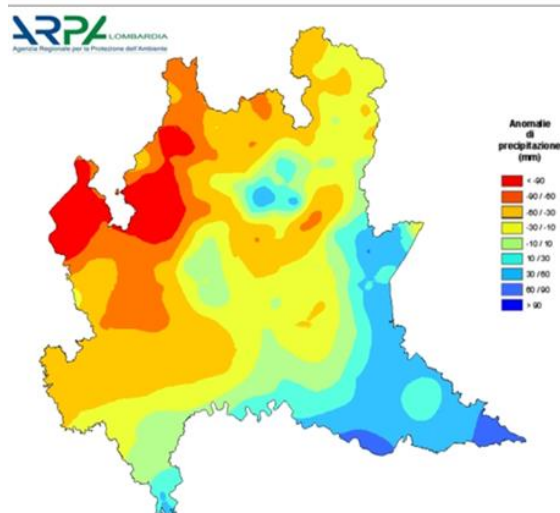 ARPA LOMBARDIA
Agenzia Regionale per la Protezione dell'Ambiente
Anomalie
di
precipitazione
(mm)
< -90
-90 / -60
-60 / -30
-30 / -10
-10 / 10
10 / 30
30 / 60
60 / 90
> 90